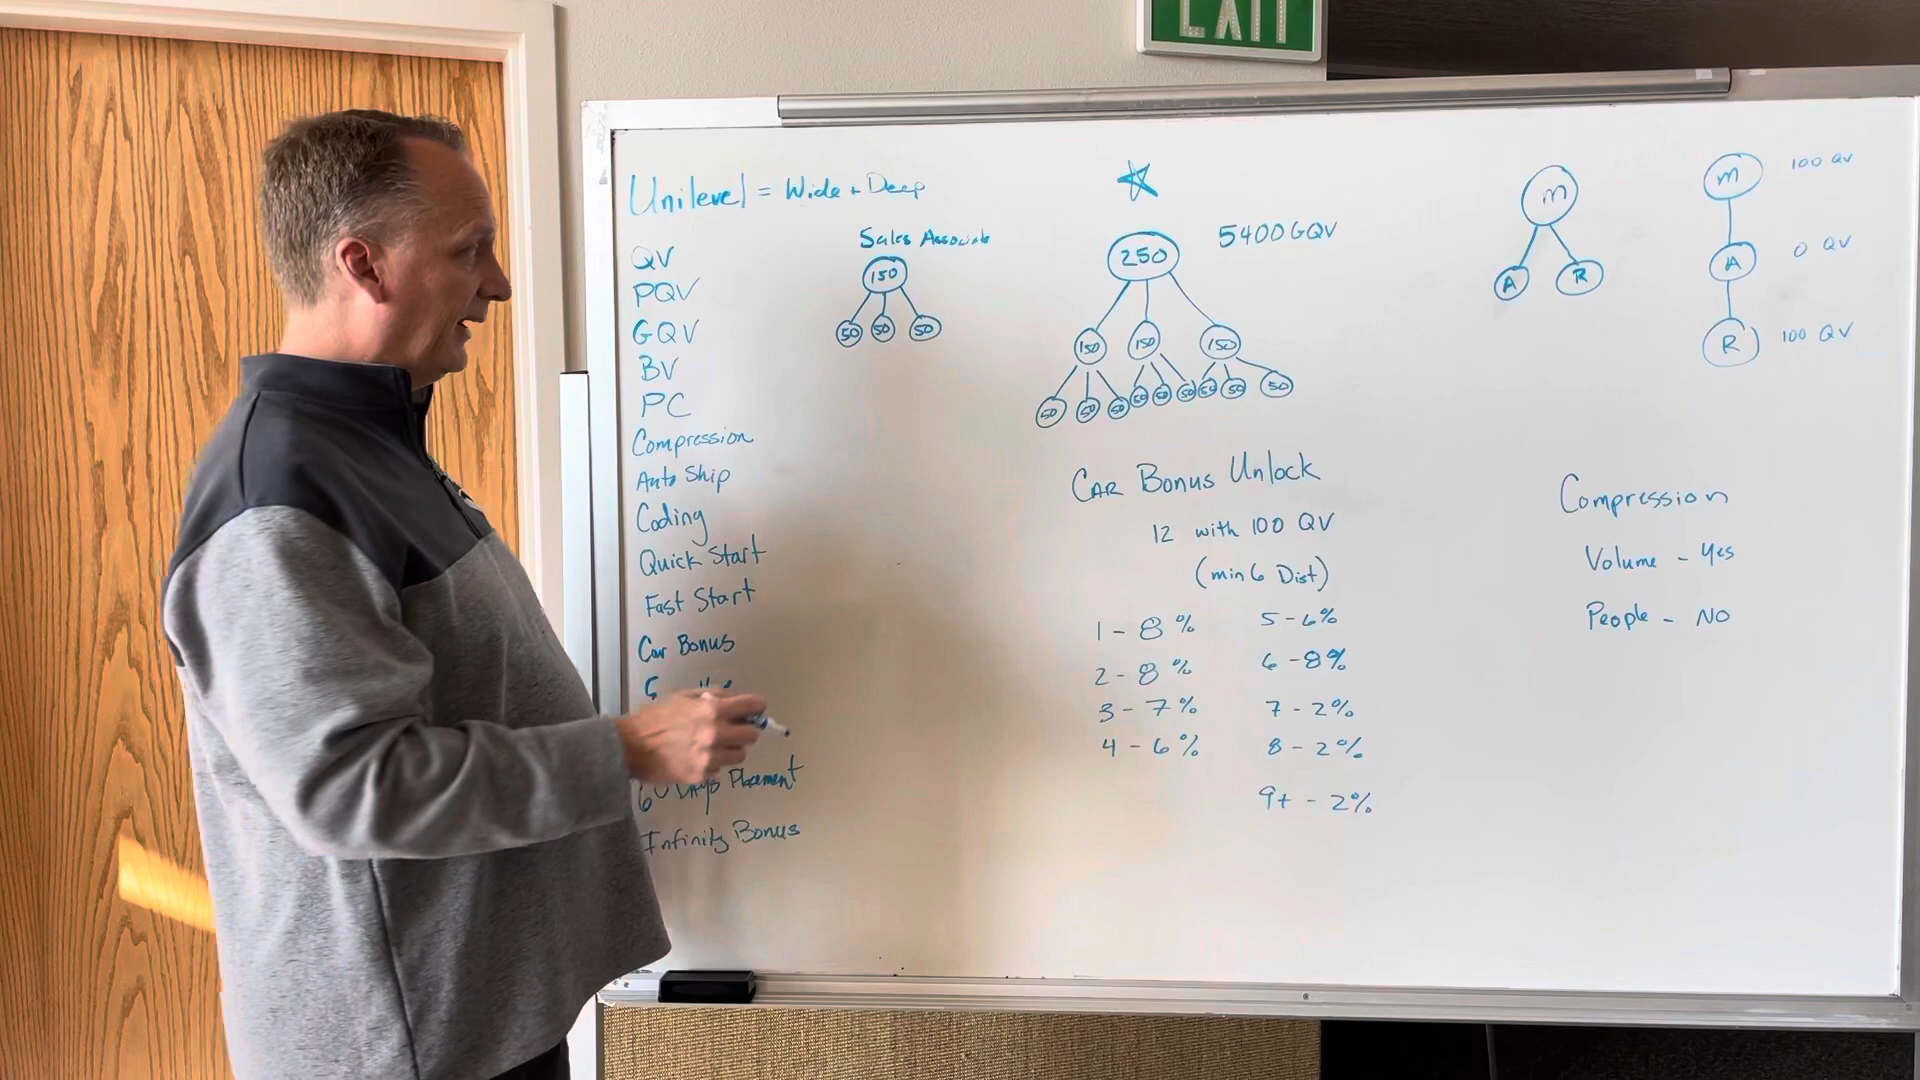 EXIT
Unilevel = Wide + Deep
QV
PQV
GQV
BV
PC
Compression
Auto Ship
Coding
Quick Start
Fast Start
Car Bonus
60 Days Placement
Infinity Bonus
Sales Associate
150
50 50 50
250
5400 GQV
150 150 150
50 50 50 50 50 50 50 50 50
CAR BONUS UNLOCK
12 with 100 QV
(min 6 Dist)
1 - 8 %
2 - 8 %
3 - 7 %
4 - 6 %
5 - 6%
6 - 8%
7 - 2%
8 - 2%
9+ - 2%
m
A R
m 100 QV
A 0 QV
R 100 QV
Compression
Volume - Yes
People - NO